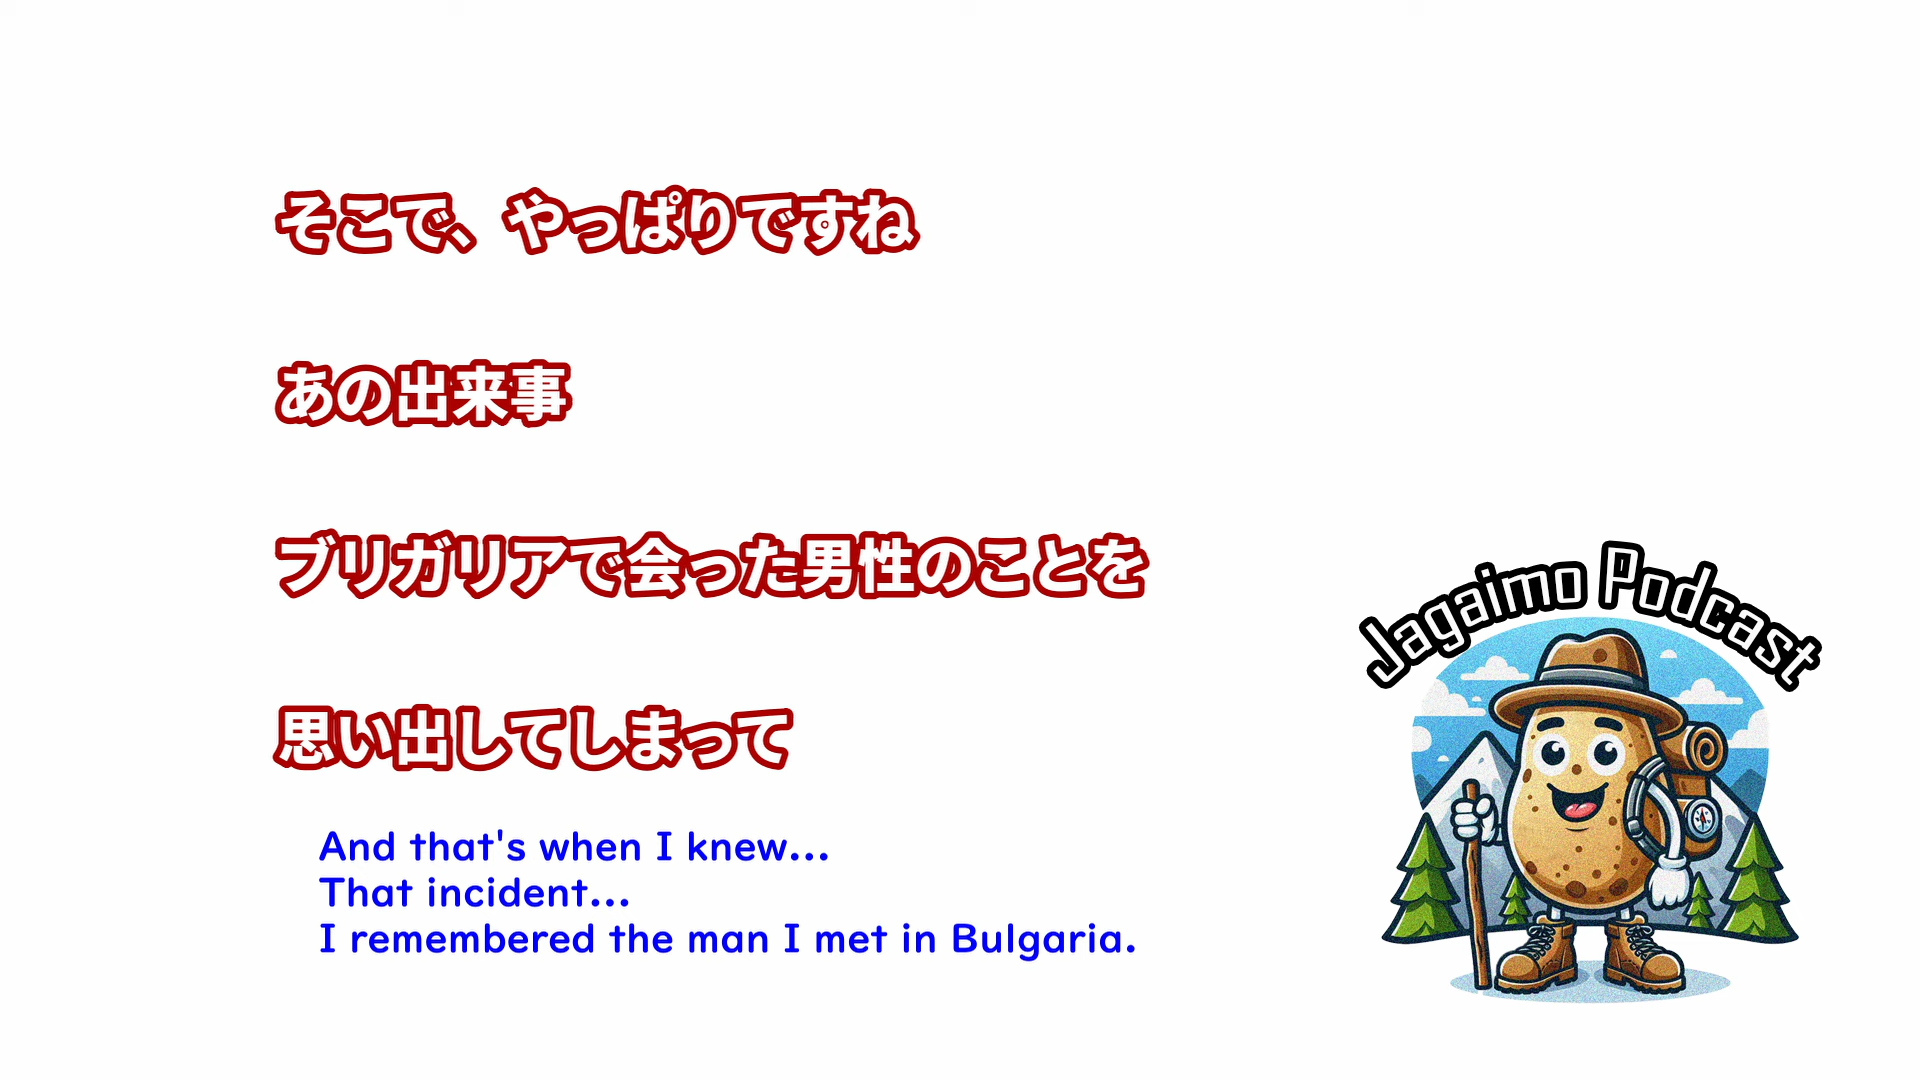 そこで、やっぱりですね
あの出来事
ブリガリアで会った男性のことを
思い出してしまって
And that's when I knew...
That incident...
I remembered the man I met in Bulgaria.
Jagaimo Podcast